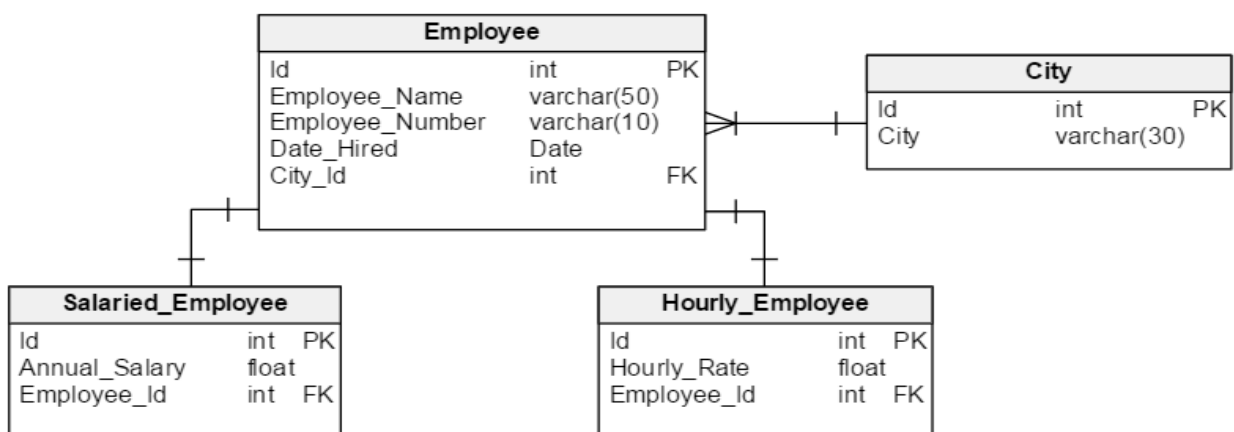 Employee
Id int PK
Employee_Name varchar(50)
Employee_Number varchar(10)
Date_Hired Date
City_Id int FK
City
Id int PK
City varchar(30)
Salaried_Employee
Id int PK
Annual_Salary float
Employee_Id int FK
Hourly_Employee
Id int PK
Hourly_Rate float
Employee_Id int FK